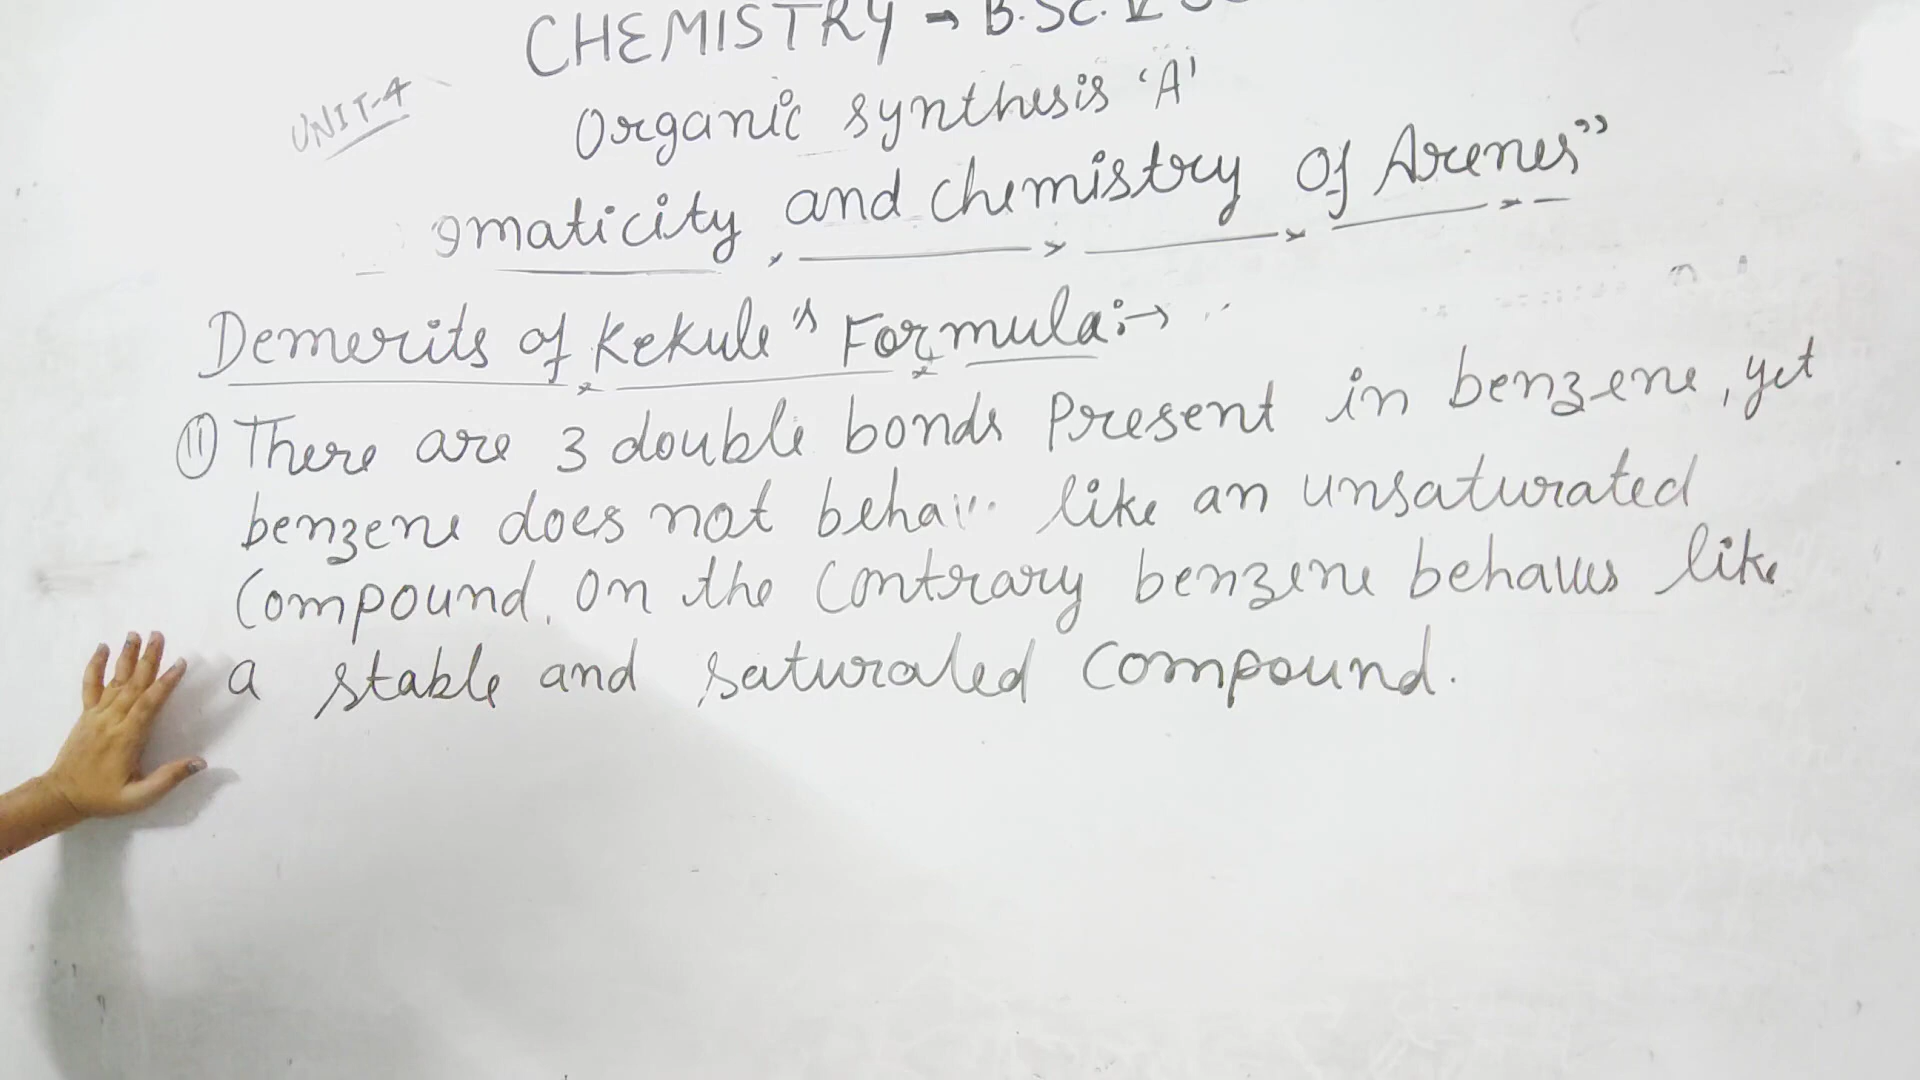 CHEMISTRY → B.Sc. V
UNIT-4
Organic synthesis 'A'
omaticity and chemistry of Arenes"
Demerits of Kekule"s Formula:→
(ii) There are 3 double bonds Present in benzene, yet
benzene does not behav like an unsaturated
Compound. On the Contrary benzene behaves like
a stable and saturated Compound.